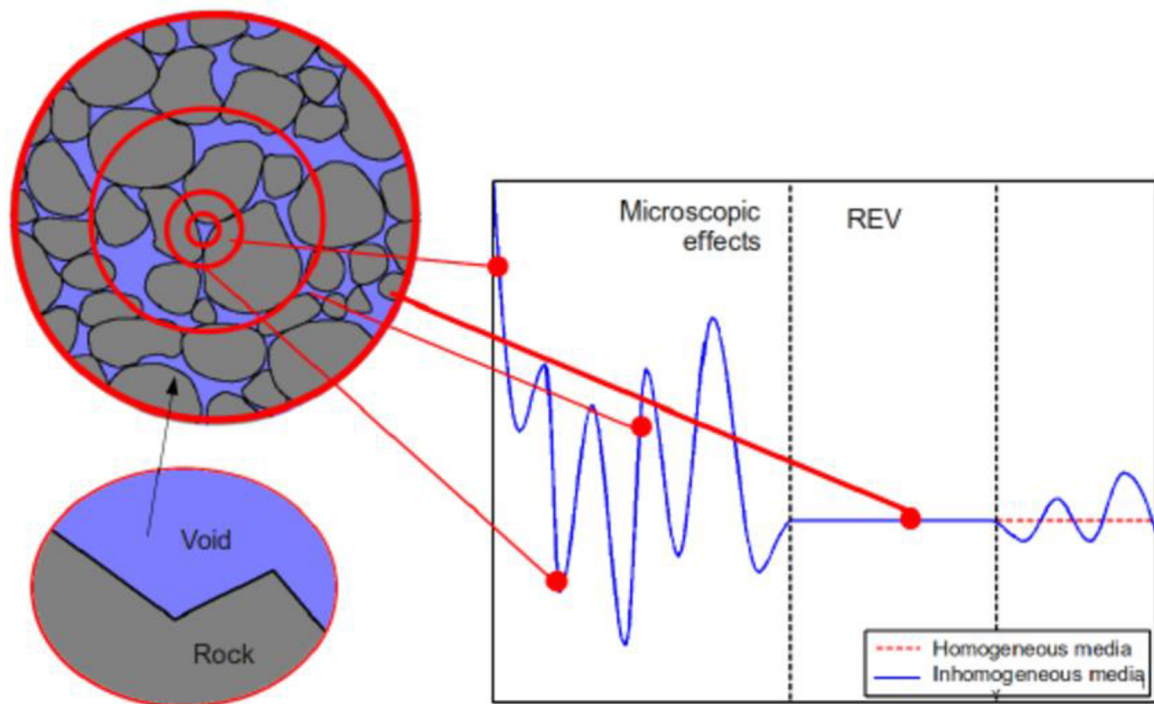 Microscopic
effects
REV
Void
Rock
Homogeneous media
Inhomogeneous media